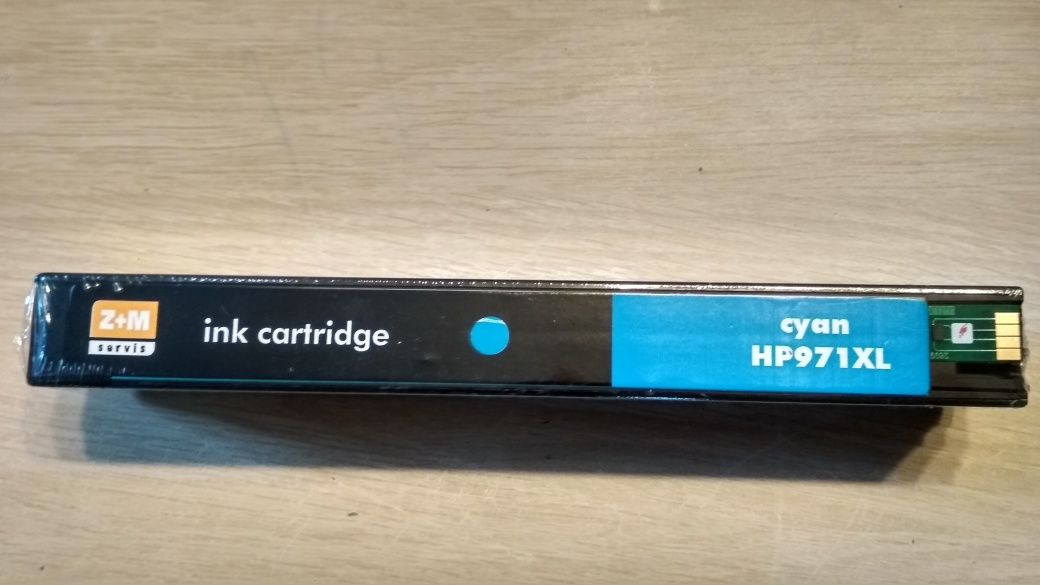 Z+M
servis
ink cartridge
cyan
HP971XL